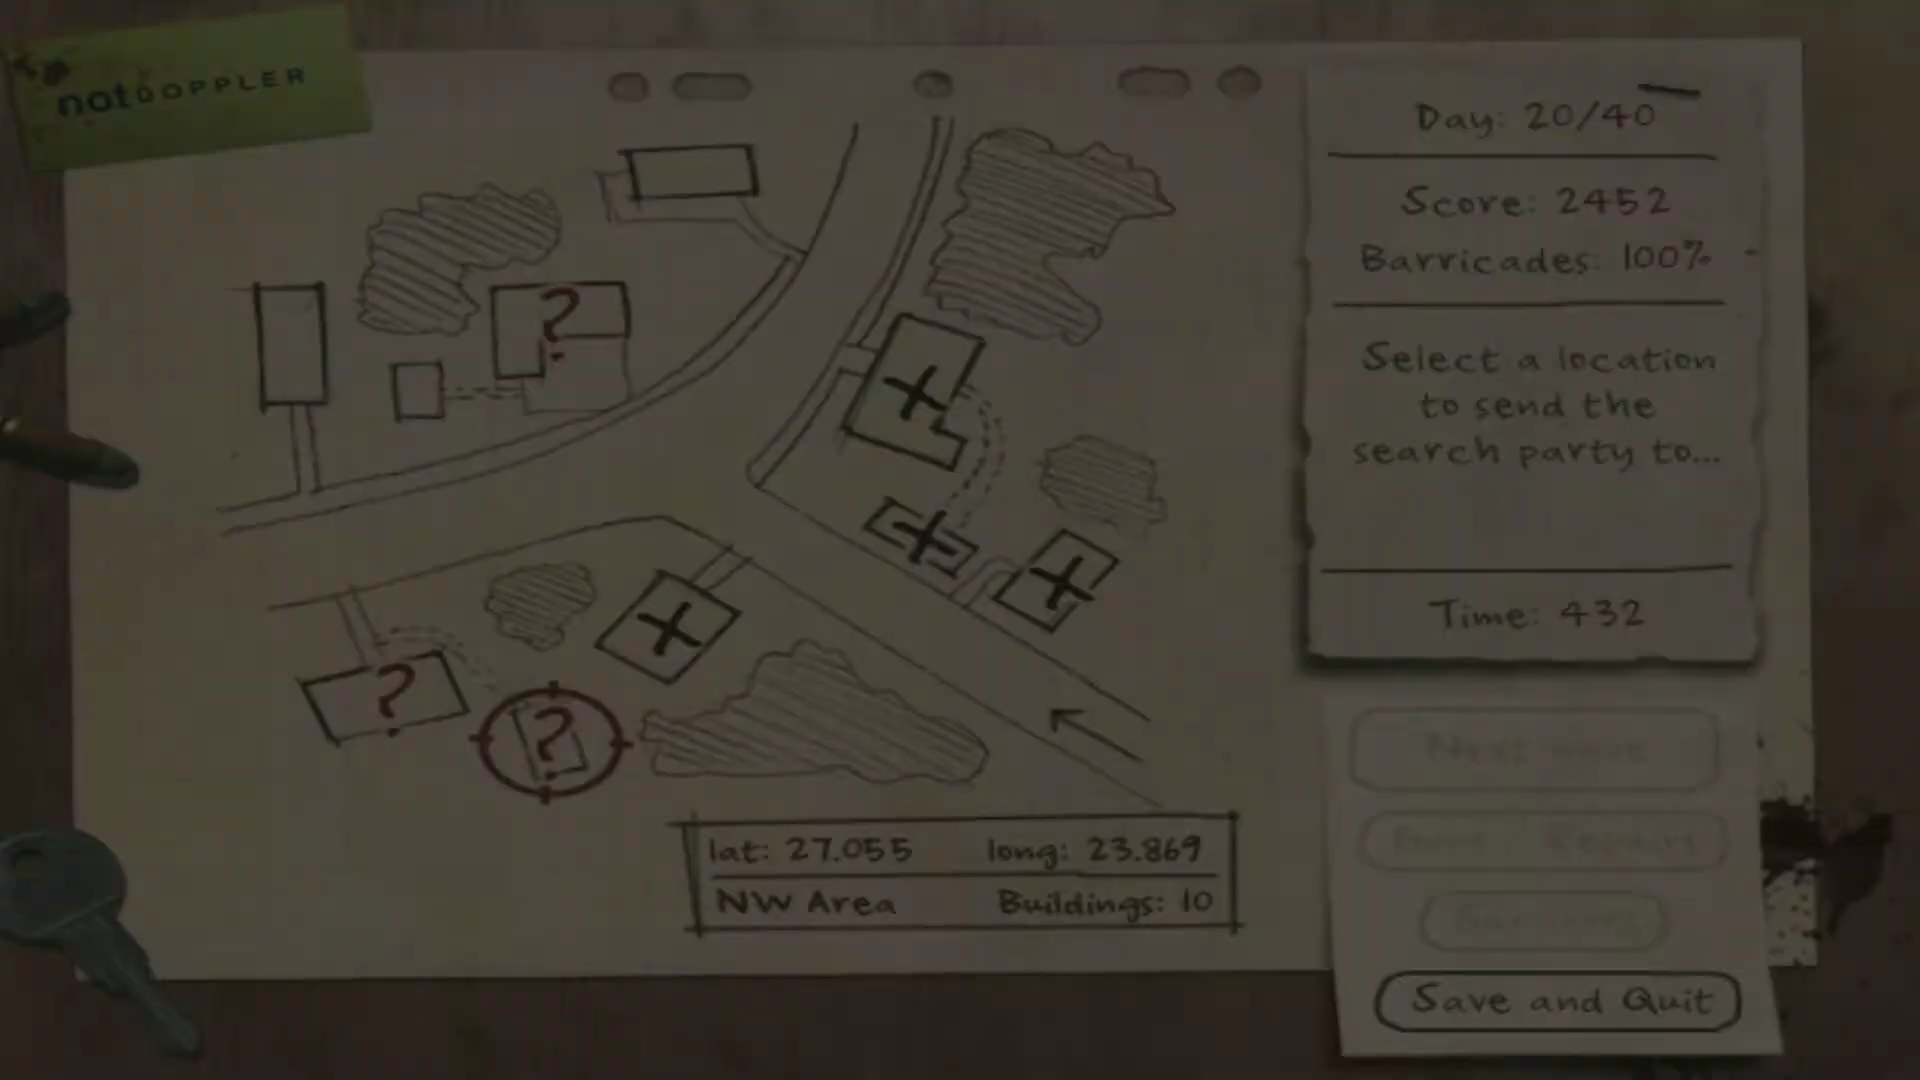 notDOPPLER
Day: 20/40
Score: 2452
Barricades: 100%
Select a location
to send the
search party to...
Time: 432
?
X
?
X
X
X
?
lat: 27.055 long: 23.869
NW Area Buildings: 10
Save and Quit